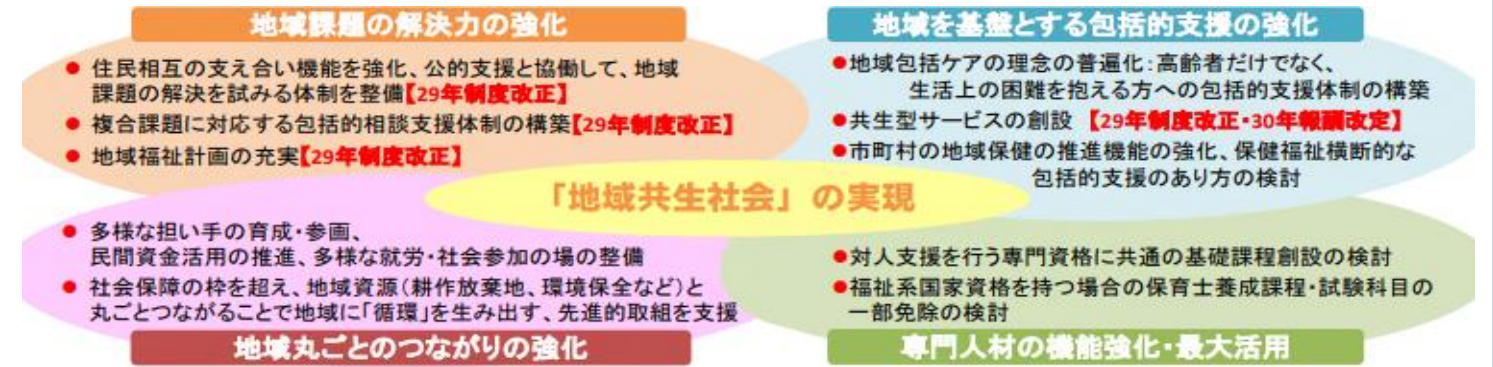 地域課題の解決力の強化
● 住民相互の支え合い機能を強化、公的支援と協働して、地域
課題の解決を試みる体制を整備【29年制度改正】
● 複合課題に対応する包括的相談支援体制の構築【29年制度改正】
● 地域福祉計画の充実【29年制度改正】
地域を基盤とする包括的支援の強化
●地域包括ケアの理念の普遍化:高齢者だけでなく、
生活上の困難を抱える方への包括的支援体制の構築
●共生型サービスの創設 【29年制度改正・30年報酬改定】
●市町村の地域保健の推進機能の強化、保健福祉横断的な
包括的支援のあり方の検討
「地域共生社会」の実現
● 多様な担い手の育成・参画、
民間資金活用の推進、多様な就労・社会参加の場の整備
● 社会保障の枠を超え、地域資源(耕作放棄地、環境保全など)と
丸ごとつながることで地域に「循環」を生み出す、先進的取組を支援
地域丸ごとのつながりの強化
●対人支援を行う専門資格に共通の基礎課程創設の検討
●福祉系国家資格を持つ場合の保育士養成課程・試験科目の
一部免除の検討
専門人材の機能強化・最大活用